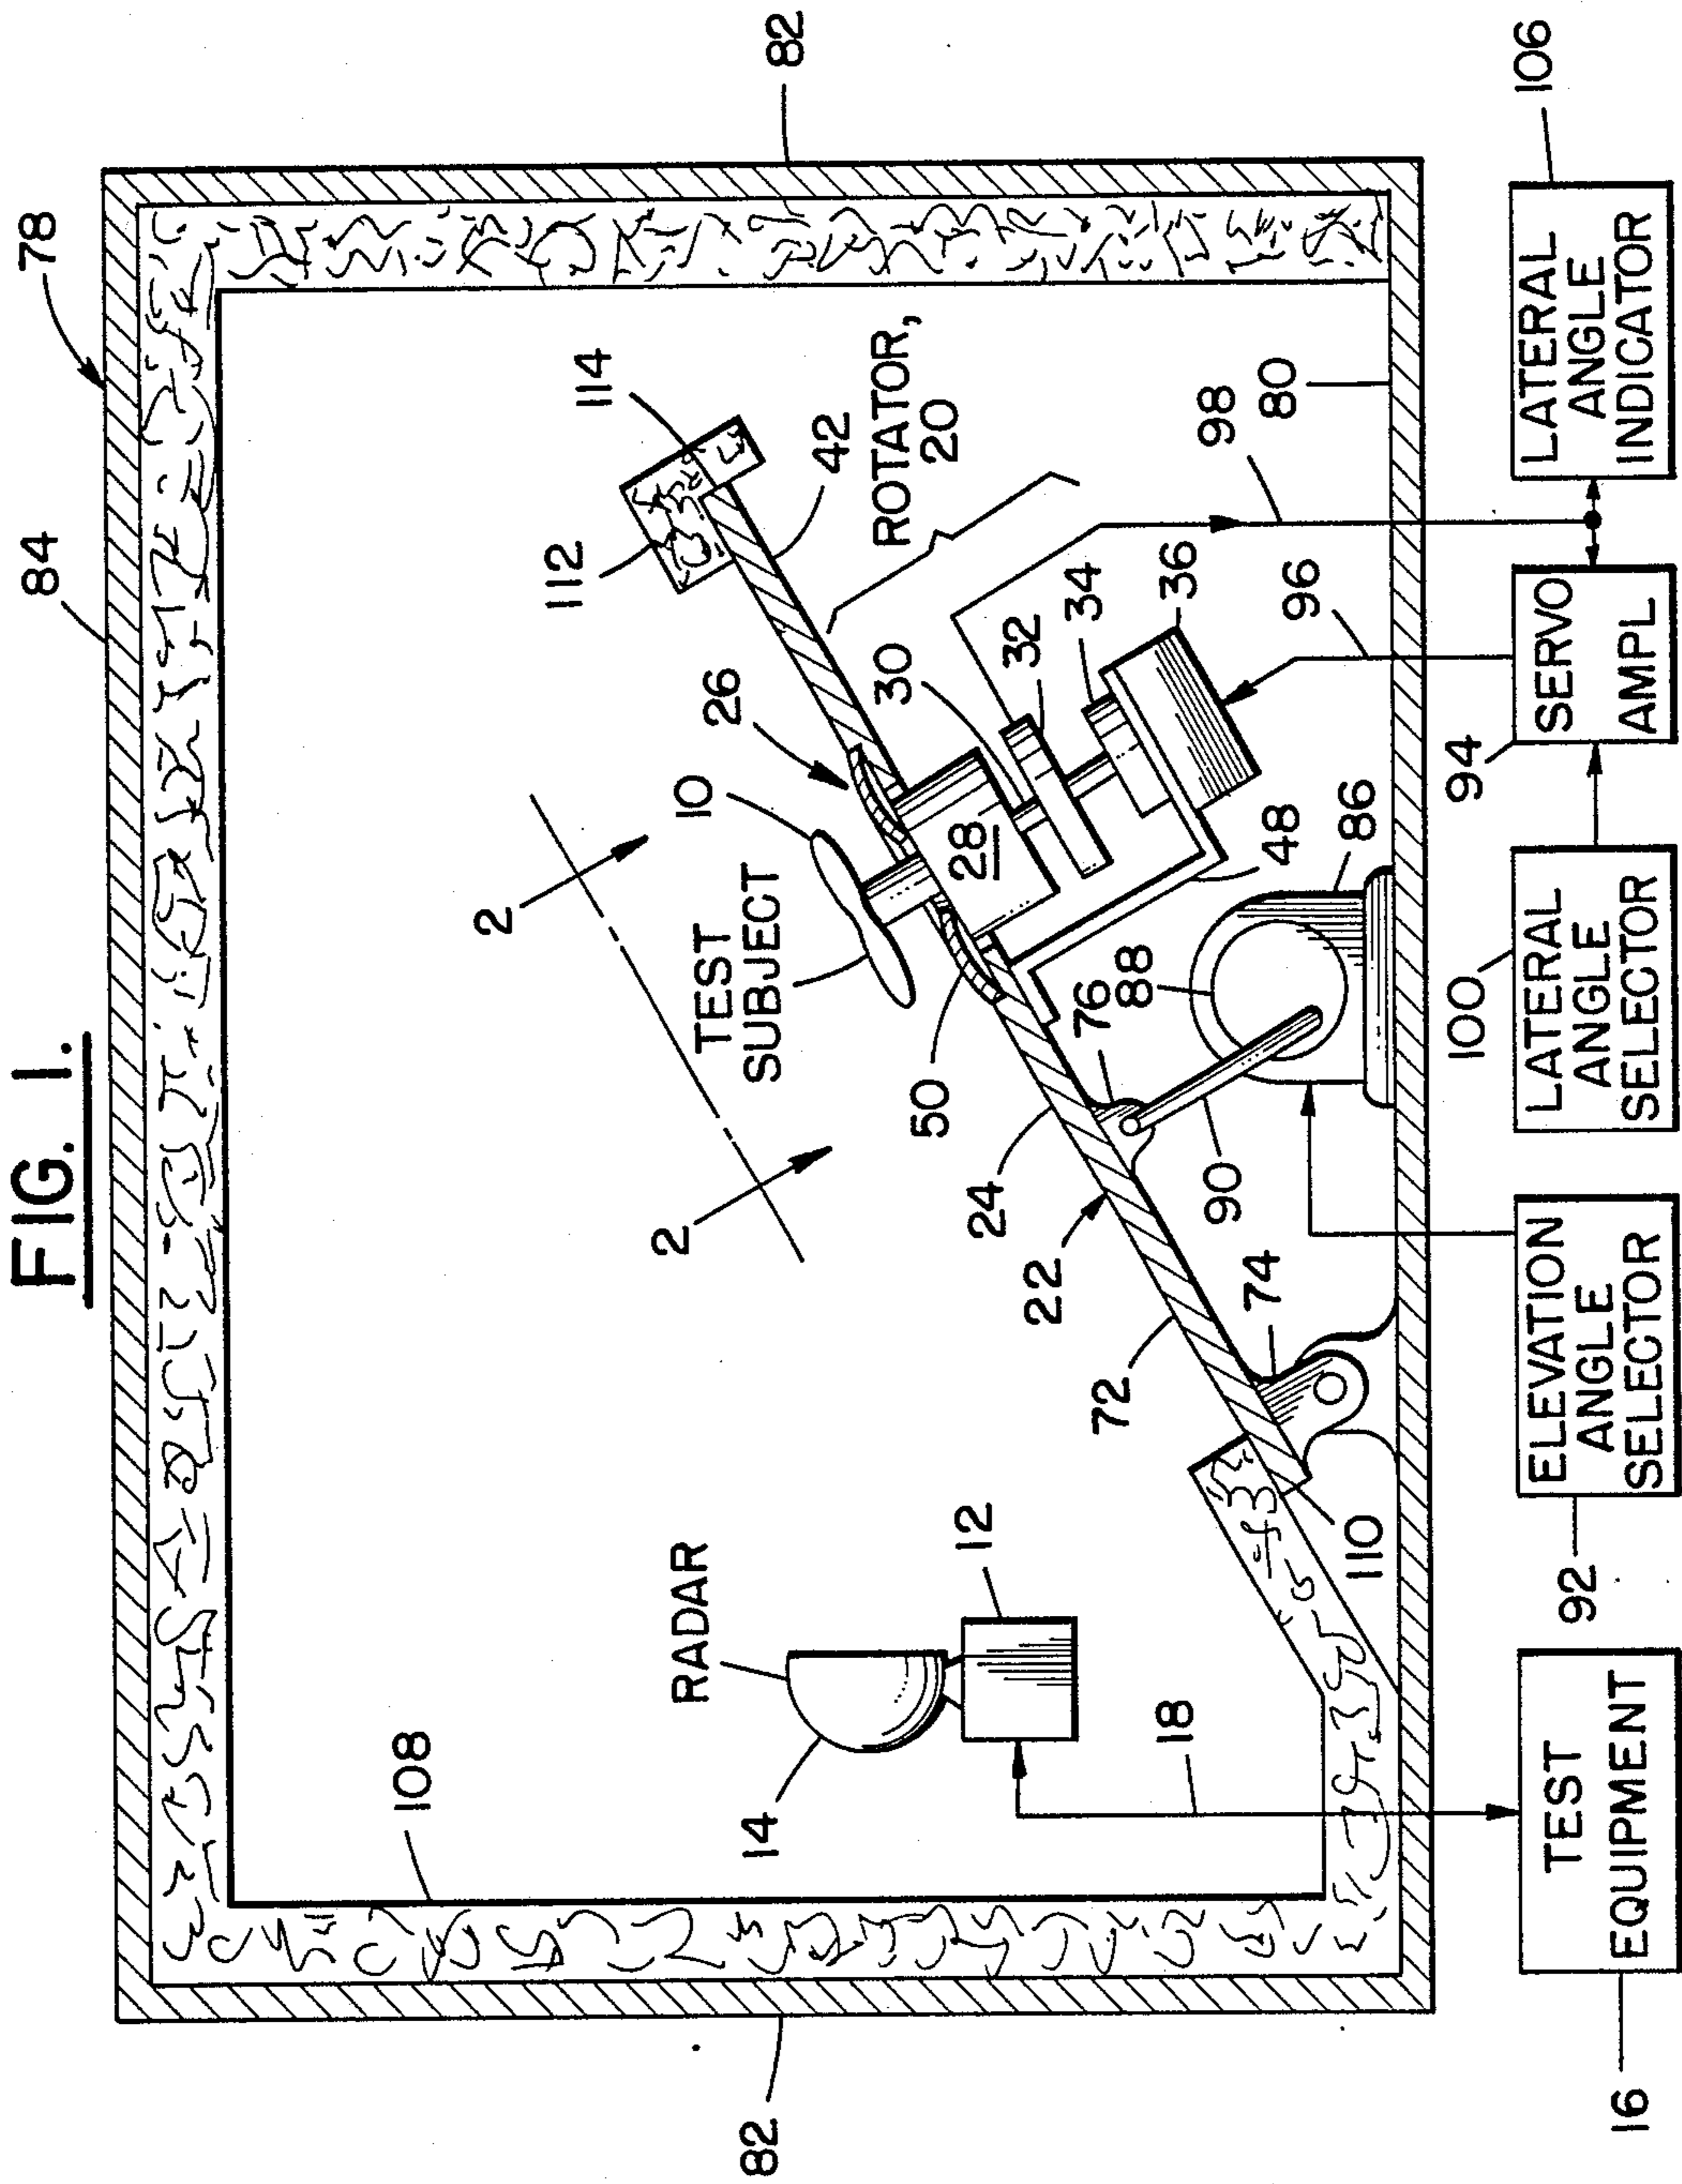 FIG. 1.
84
78
82
82
108
112
114
42
ROTATOR,
20
26
10
2
2
TEST
SUBJECT
28
30
32
34
36
50
48
98
80
96
RADAR
14
12
18
24
22
72
74
76
88
90
86
110
16
TEST
EQUIPMENT
92
ELEVATION
ANGLE
SELECTOR
100
LATERAL
ANGLE
SELECTOR
94
SERVO
AMPL
106
LATERAL
ANGLE
INDICATOR